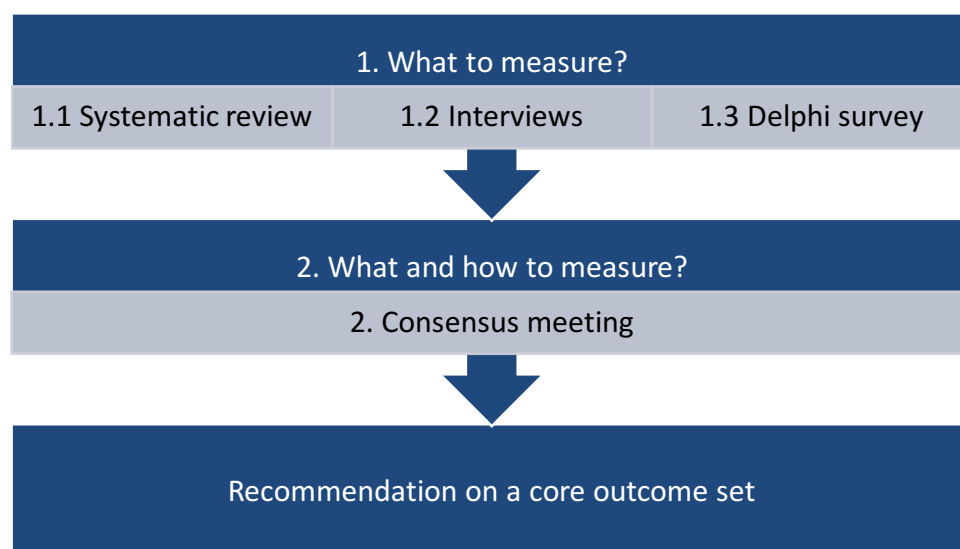 1. What to measure?
1.1 Systematic review
1.2 Interviews
1.3 Delphi survey
2. What and how to measure?
2. Consensus meeting
Recommendation on a core outcome set